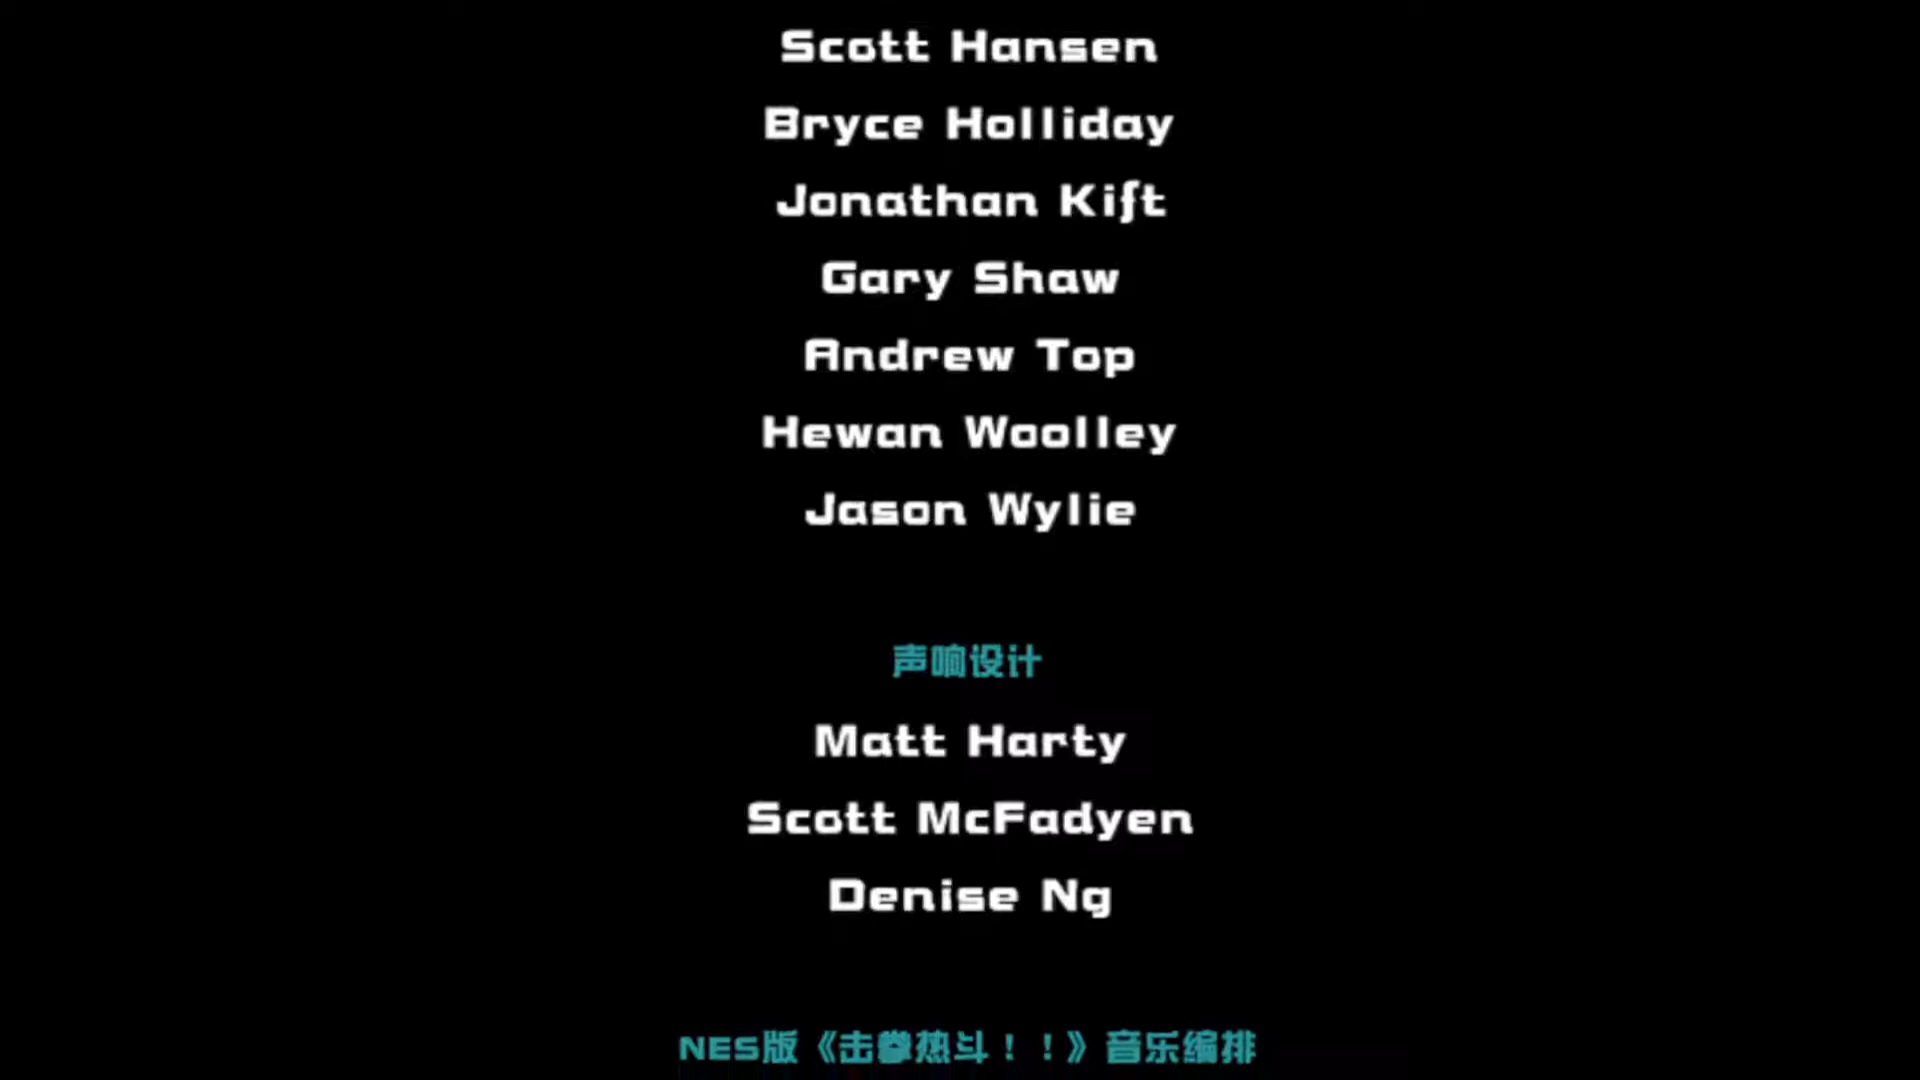 Scott Hansen
Bryce Holliday
Jonathan Kift
Gary Shaw
Andrew Top
Hewan Woolley
Jason Wylie
声响设计
Matt Harty
Scott McFadyen
Denise Ng
NES版《击拳热斗！！》音乐编排